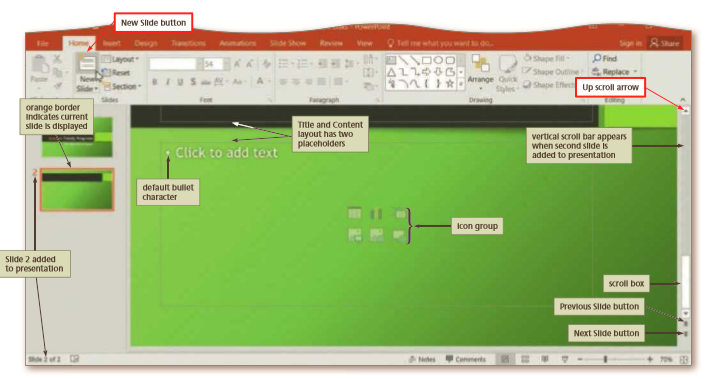 New Slide button
PowerPoint
File Home Insert Design Transitions Animations Slide Show Review View Tell me what you want to do... Sign in Share
Layout Shape Fill Find
Paste New Reset 54 Arrange Quick Shape Outline Replace
Slide Section B I U S Aa A Styles Shape Effects
Up scroll arrow
Slides Font Paragraph Drawing Editing
orange border
indicates current
slide is displayed
Title and Content
layout has two
placeholders
vertical scroll bar appears
when second slide is
added to presentation
• Click to add text
2
default bullet
character
icon group
Slide 2 added
to presentation
scroll box
Previous Slide button
Next Slide button
Slide 2 of 2 Notes Comments 70%